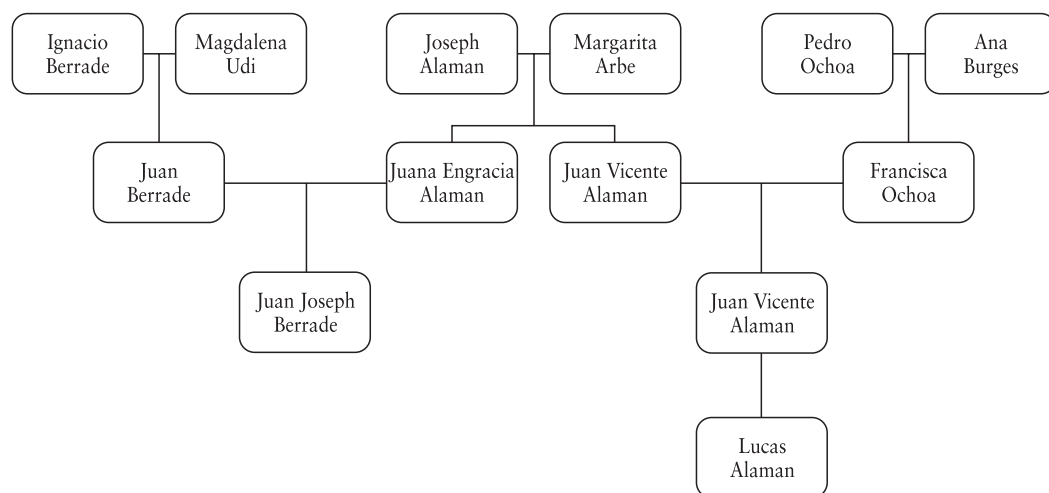 Ignacio
Berrade
Magdalena
Udi
Joseph
Alaman
Margarita
Arbe
Pedro
Ochoa
Ana
Burges
Juan
Berrade
Juana Engracia
Alaman
Juan Vicente
Alaman
Francisca
Ochoa
Juan Joseph
Berrade
Juan Vicente
Alaman
Lucas
Alaman